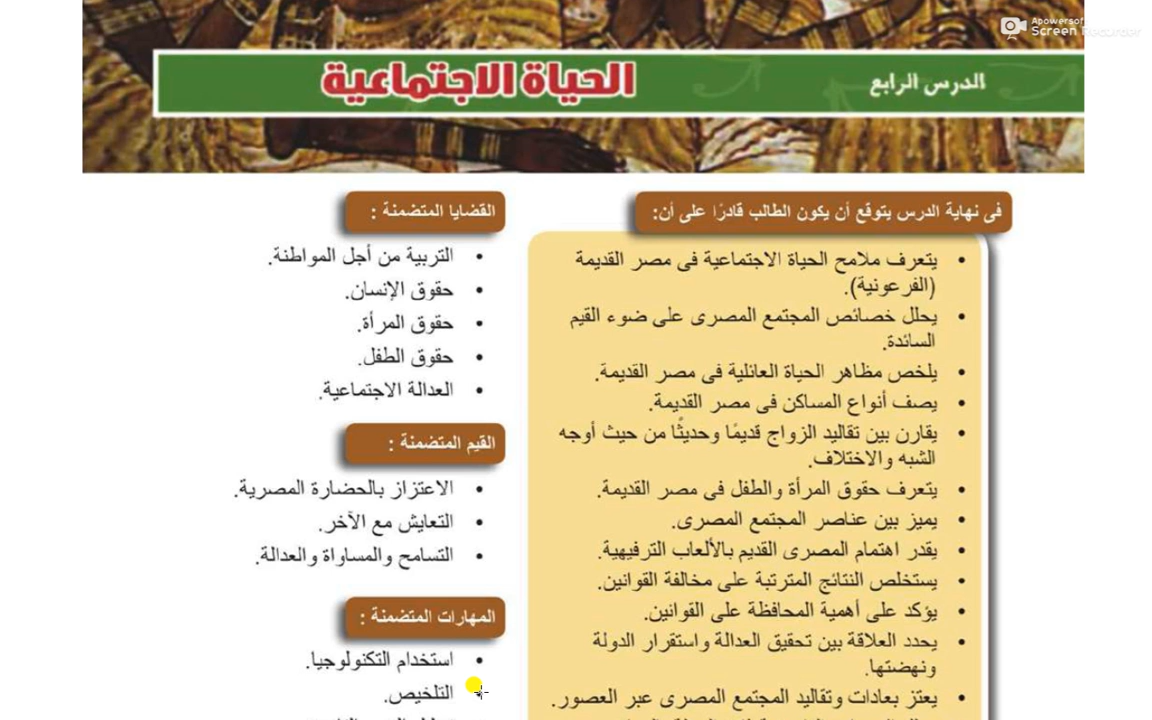 Apowersof
Screen Recorder
الدرس الرابع
الحياة الاجتماعية
فى نهاية الدرس يتوقع أن يكون الطالب قادرًا على أن:
يتعرف ملامح الحياة الاجتماعية فى مصر القديمة
(الفرعونية).
يحلل خصائص المجتمع المصرى على ضوء القيم
السائدة.
يلخص مظاهر الحياة العائلية فى مصر القديمة.
يصف أنواع المساكن فى مصر القديمة.
يقارن بين تقاليد الزواج قديمًا وحديثًا من حيث أوجه
الشبه والاختلاف.
يتعرف حقوق المرأة والطفل فى مصر القديمة.
يميز بين عناصر المجتمع المصرى.
يقدر اهتمام المصرى القديم بالألعاب الترفيهية.
يستخلص النتائج المترتبة على مخالفة القوانين.
يؤكد على أهمية المحافظة على القوانين.
يحدد العلاقة بين تحقيق العدالة واستقرار الدولة
ونهضتها.
يعتز بعادات وتقاليد المجتمع المصرى عبر العصور.
القضايا المتضمنة :
التربية من أجل المواطنة.
حقوق الإنسان.
حقوق المرأة.
حقوق الطفل.
العدالة الاجتماعية.
القيم المتضمنة :
الاعتزاز بالحضارة المصرية.
التعايش مع الآخر.
التسامح والمساواة والعدالة.
المهارات المتضمنة :
استخدام التكنولوجيا.
التلخيص.